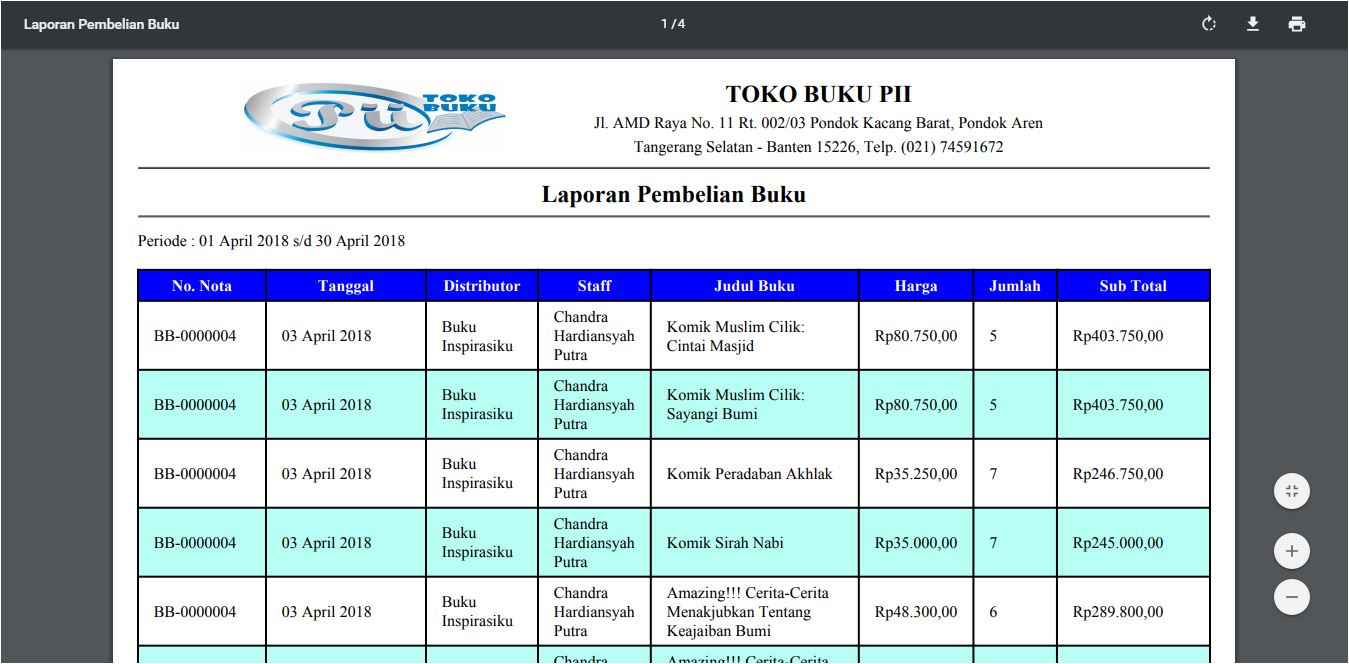 Laporan Pembelian Buku
1 / 4
Pii TOKO
BUKU
TOKO BUKU PII
Jl. AMD Raya No. 11 Rt. 002/03 Pondok Kacang Barat, Pondok Aren
Tangerang Selatan - Banten 15226, Telp. (021) 74591672
Laporan Pembelian Buku
Periode : 01 April 2018 s/d 30 April 2018
No. Nota Tanggal Distributor Staff Judul Buku Harga Jumlah Sub Total
BB-0000004 03 April 2018 Buku Inspirasiku Chandra Hardiansyah Putra Komik Muslim Cilik: Cintai Masjid Rp80.750,00 5 Rp403.750,00
BB-0000004 03 April 2018 Buku Inspirasiku Chandra Hardiansyah Putra Komik Muslim Cilik: Sayangi Bumi Rp80.750,00 5 Rp403.750,00
BB-0000004 03 April 2018 Buku Inspirasiku Chandra Hardiansyah Putra Komik Peradaban Akhlak Rp35.250,00 7 Rp246.750,00
BB-0000004 03 April 2018 Buku Inspirasiku Chandra Hardiansyah Putra Komik Sirah Nabi Rp35.000,00 7 Rp245.000,00
BB-0000004 03 April 2018 Buku Inspirasiku Chandra Hardiansyah Putra Amazing!!! Cerita-Cerita Menakjubkan Tentang Keajaiban Bumi Rp48.300,00 6 Rp289.800,00
Chandra Amazing!!! Cerita-Cerita